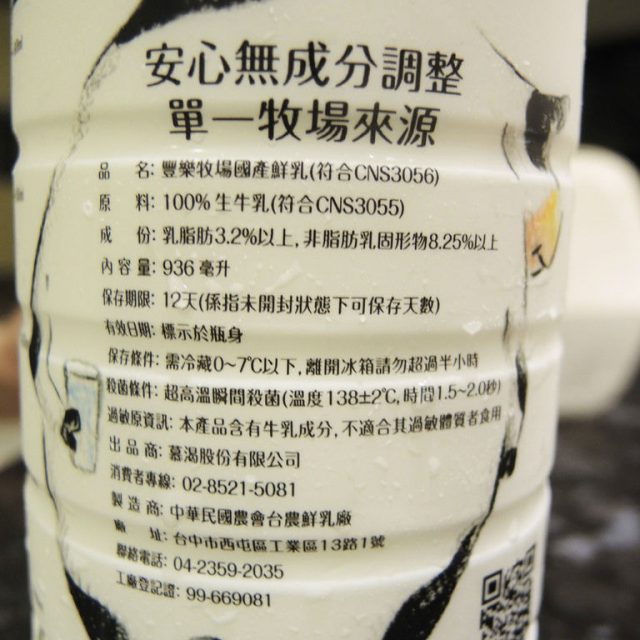 安心無成分調整
單一牧場來源
品 名: 豐樂牧場國產鮮乳(符合CNS3056)
原 料: 100% 生牛乳(符合CNS3055)
成 份: 乳脂肪3.2%以上, 非脂肪乳固形物8.25%以上
內容量: 936 毫升
保存期限: 12天(係指未開封狀態下可保存天數)
有效日期: 標示於瓶身
保存條件: 需冷藏0~7℃以下, 離開冰箱請勿超過半小時
殺菌條件: 超高溫瞬間殺菌(溫度138±2℃, 時間1.5~2.0秒)
過敏原資訊: 本產品含有牛乳成分, 不適合其過敏體質者食用
出品商: 慕渴股份有限公司
消費者專線: 02-8521-5081
製造商: 中華民國農會台農鮮乳廠
廠 址: 台中市西屯區工業區13路1號
聯絡電話: 04-2359-2035
工廠登記證: 99-669081